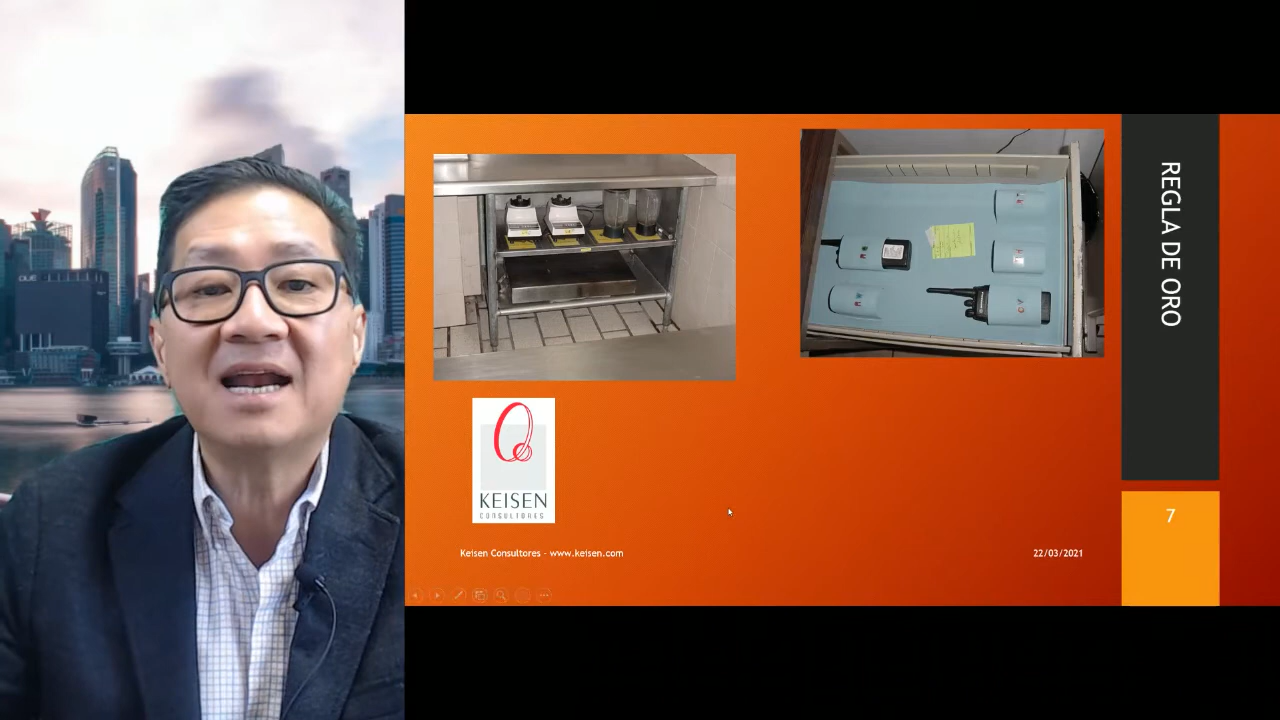 REGLA DE ORO
KEISEN
CONSULTORES
7
Keisen Consultores - www.keisen.com
22/03/2021